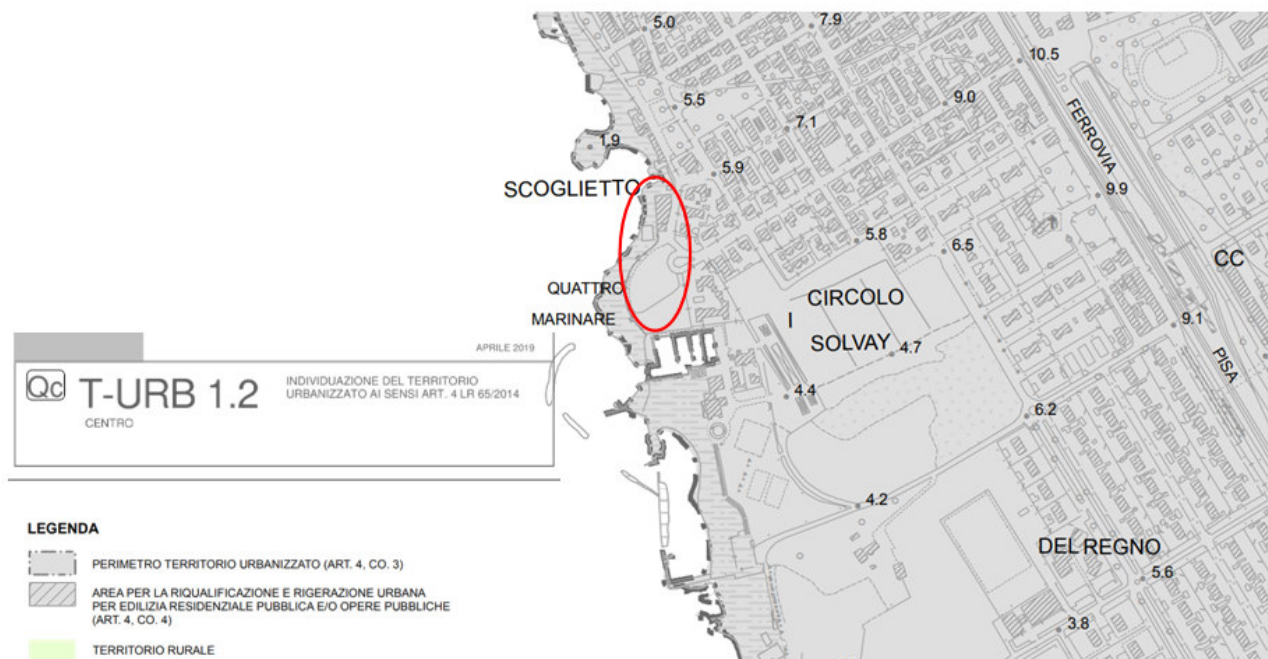 5.0
7.9
10.5
5.5
9.0
7.1
FERROVIA
1.9
5.9
SCOGLIETTO
9.9
5.8
6.5
CC
QUATTRO
CIRCOLO
MARINARE
I
SOLVAY
4.7
9.1
PISA
APRILE 2019
Qc
T-URB 1.2
INDIVIDUAZIONE DEL TERRITORIO
URBANIZZATO AI SENSI ART. 4 LR 65/2014
CENTRO
4.4
6.2
4.2
LEGENDA
PERIMETRO TERRITORIO URBANIZZATO (ART. 4, CO. 3)
AREA PER LA RIQUALIFICAZIONE E RIGERAZIONE URBANA
PER EDILIZIA RESIDENZIALE PUBBLICA E/O OPERE PUBBLICHE
(ART. 4, CO. 4)
TERRITORIO RURALE
DEL REGNO
5.6
3.8